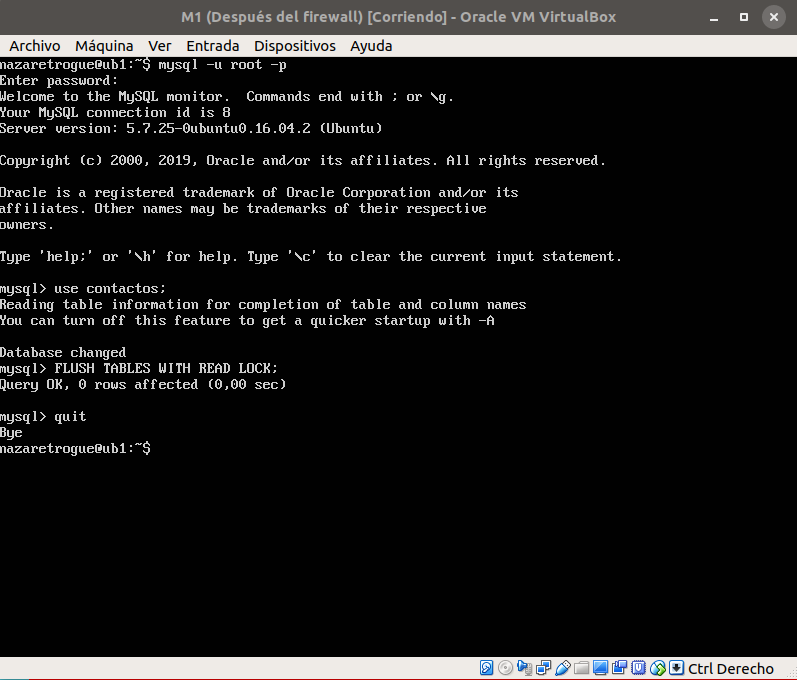 M1 (Después del firewall) [Corriendo] - Oracle VM VirtualBox
Archivo Máquina Ver Entrada Dispositivos Ayuda
nazaretrogue@ub1:~$ mysql -u root -p
Enter password:
Welcome to the MySQL monitor.  Commands end with ; or \g.
Your MySQL connection id is 8
Server version: 5.7.25-0ubuntu0.16.04.2 (Ubuntu)
Copyright (c) 2000, 2019, Oracle and/or its affiliates. All rights reserved.
Oracle is a registered trademark of Oracle Corporation and/or its
affiliates. Other names may be trademarks of their respective
owners.
Type 'help;' or '\h' for help. Type '\c' to clear the current input statement.
mysql> use contactos;
Reading table information for completion of table and column names
You can turn off this feature to get a quicker startup with -A
Database changed
mysql> FLUSH TABLES WITH READ LOCK;
Query OK, 0 rows affected (0,00 sec)
mysql> quit
Bye
nazaretrogue@ub1:~$
Ctrl Derecho